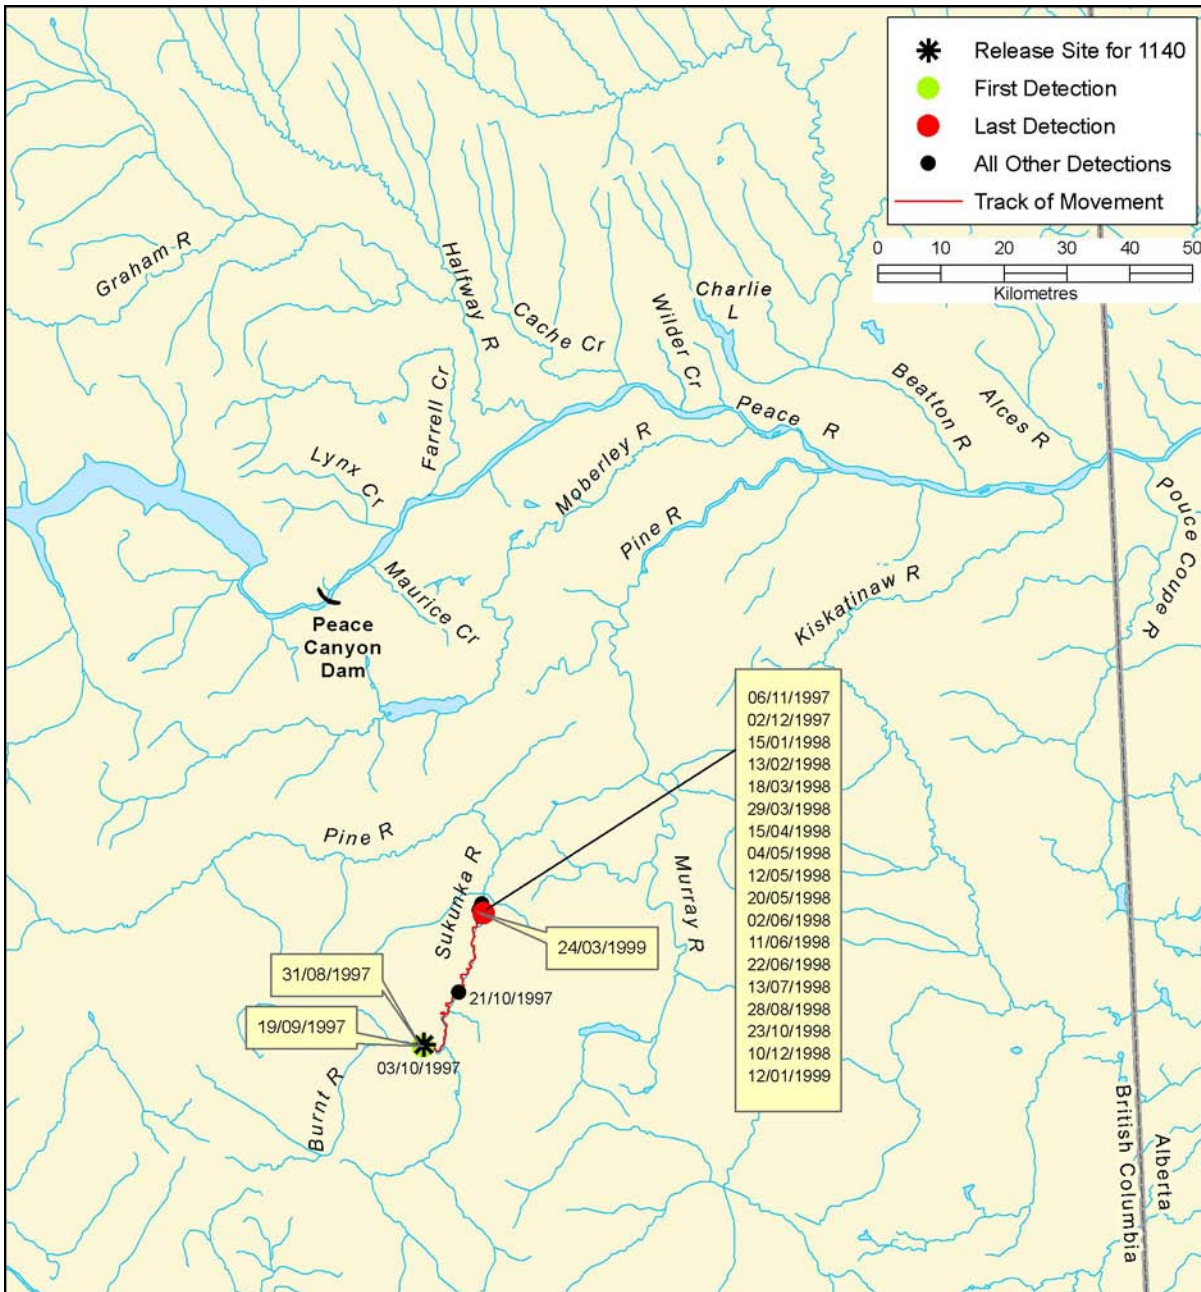 Release Site for 1140
First Detection
Last Detection
All Other Detections
Track of Movement
0 10 20 30 40 50
Kilometres
Graham R
Halfway R
Cache Cr
Wilder Cr
Charlie
L
Farrell Cr
Lynx Cr
Peace R
Beatton R
Alces R
Moberley R
Pine R
Pouce Coupe R
Maurice Cr
Kiskatinaw R
Peace
Canyon
Dam
06/11/1997
02/12/1997
15/01/1998
13/02/1998
18/03/1998
29/03/1998
15/04/1998
04/05/1998
12/05/1998
20/05/1998
02/06/1998
11/06/1998
22/06/1998
13/07/1998
28/08/1998
23/10/1998
10/12/1998
12/01/1999
Pine R
Sukunka R
Murray R
24/03/1999
31/08/1997
21/10/1997
19/09/1997
03/10/1997
Burnt R
British Columbia
Alberta